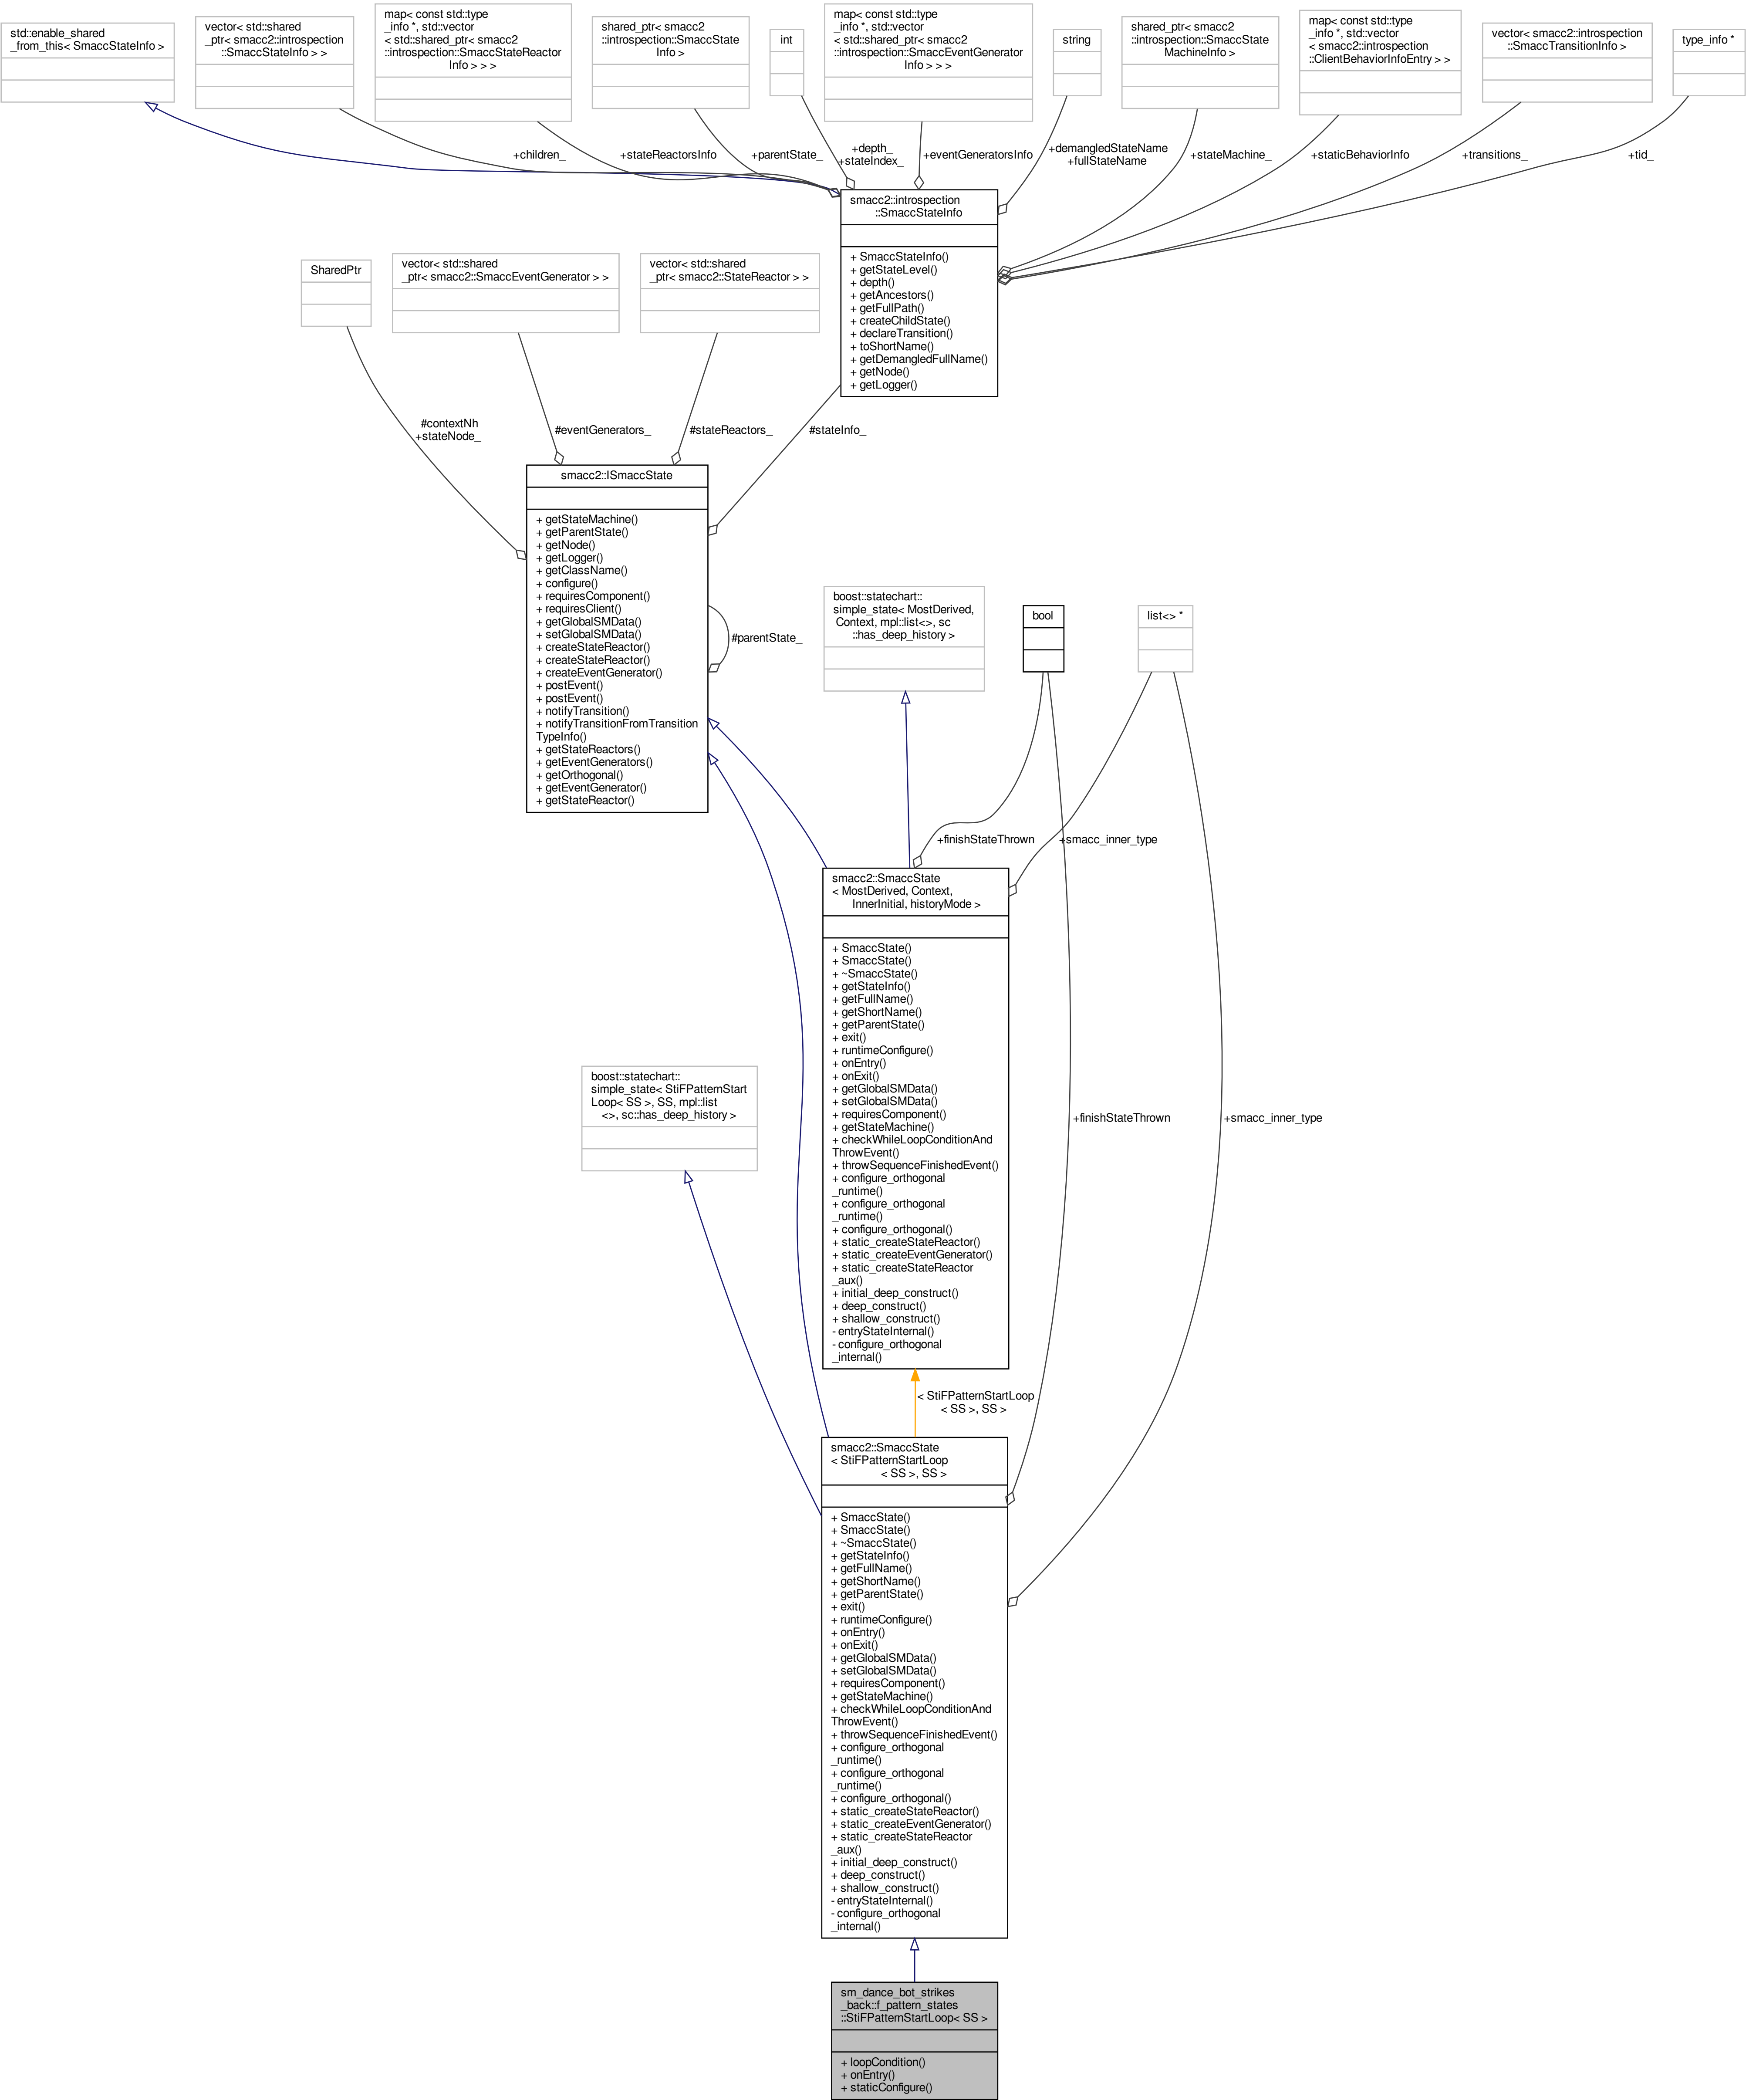 std::enable_shared
_from_this< SmaccStateInfo >
vector< std::shared
_ptr< smacc2::introspection
::SmaccStateInfo > >
map< const std::type
_info *, std::vector
< std::shared_ptr< smacc2
::introspection::SmaccStateReactor
Info > > >
shared_ptr< smacc2
::introspection::SmaccState
Info >
int
map< const std::type
_info *, std::vector
< std::shared_ptr< smacc2
::introspection::SmaccEventGenerator
Info > > >
string
shared_ptr< smacc2
::introspection::SmaccState
MachineInfo >
map< const std::type
_info *, std::vector
< smacc2::introspection
::ClientBehaviorInfoEntry > >
vector< smacc2::introspection
::SmaccTransitionInfo >
type_info *
+children_
+stateReactorsInfo
+parentState_
+depth_
+stateIndex_
+eventGeneratorsInfo
+demangledStateName
+fullStateName
+stateMachine_
+staticBehaviorInfo
+transitions_
+tid_
smacc2::introspection
::SmaccStateInfo
+ SmaccStateInfo()
+ getStateLevel()
+ depth()
+ getAncestors()
+ getFullPath()
+ createChildState()
+ declareTransition()
+ toShortName()
+ getDemangledFullName()
+ getNode()
+ getLogger()
SharedPtr
vector< std::shared
_ptr< smacc2::SmaccEventGenerator > >
vector< std::shared
_ptr< smacc2::StateReactor > >
#contextNh
+stateNode_
#eventGenerators_
#stateReactors_
#stateInfo_
smacc2::ISmaccState
+ getStateMachine()
+ getParentState()
+ getNode()
+ getLogger()
+ getClassName()
+ configure()
+ requiresComponent()
+ requiresClient()
+ getGlobalSMData()
+ setGlobalSMData()
+ createStateReactor()
+ createStateReactor()
+ createEventGenerator()
+ postEvent()
+ postEvent()
+ notifyTransition()
+ notifyTransitionFromTransition
TypeInfo()
+ getStateReactors()
+ getEventGenerators()
+ getOrthogonal()
+ getEventGenerator()
+ getStateReactor()
#parentState_
boost::statechart::
simple_state< MostDerived,
Context, mpl::list<>, sc
::has_deep_history >
bool
list<> *
+finishStateThrown
+smacc_inner_type
smacc2::SmaccState
< MostDerived, Context,
InnerInitial, historyMode >
+ SmaccState()
+ SmaccState()
+ ~SmaccState()
+ getStateInfo()
+ getFullName()
+ getShortName()
+ getParentState()
+ exit()
+ runtimeConfigure()
+ onEntry()
+ onExit()
+ getGlobalSMData()
+ setGlobalSMData()
+ requiresComponent()
+ getStateMachine()
+ checkWhileLoopConditionAnd
ThrowEvent()
+ throwSequenceFinishedEvent()
+ configure_orthogonal
_runtime()
+ configure_orthogonal
_runtime()
+ configure_orthogonal()
+ static_createStateReactor()
+ static_createEventGenerator()
+ static_createStateReactor
_aux()
+ initial_deep_construct()
+ deep_construct()
+ shallow_construct()
- entryStateInternal()
- configure_orthogonal
_internal()
boost::statechart::
simple_state< StiFPatternStart
Loop< SS >, SS, mpl::list
<>, sc::has_deep_history >
+finishStateThrown
+smacc_inner_type
< StiFPatternStartLoop
< SS >, SS >
smacc2::SmaccState
< StiFPatternStartLoop
< SS >, SS >
+ SmaccState()
+ SmaccState()
+ ~SmaccState()
+ getStateInfo()
+ getFullName()
+ getShortName()
+ getParentState()
+ exit()
+ runtimeConfigure()
+ onEntry()
+ onExit()
+ getGlobalSMData()
+ setGlobalSMData()
+ requiresComponent()
+ getStateMachine()
+ checkWhileLoopConditionAnd
ThrowEvent()
+ throwSequenceFinishedEvent()
+ configure_orthogonal
_runtime()
+ configure_orthogonal
_runtime()
+ configure_orthogonal()
+ static_createStateReactor()
+ static_createEventGenerator()
+ static_createStateReactor
_aux()
+ initial_deep_construct()
+ deep_construct()
+ shallow_construct()
- entryStateInternal()
- configure_orthogonal
_internal()
sm_dance_bot_strikes
_back::f_pattern_states
::StiFPatternStartLoop< SS >
+ loopCondition()
+ onEntry()
+ staticConfigure()